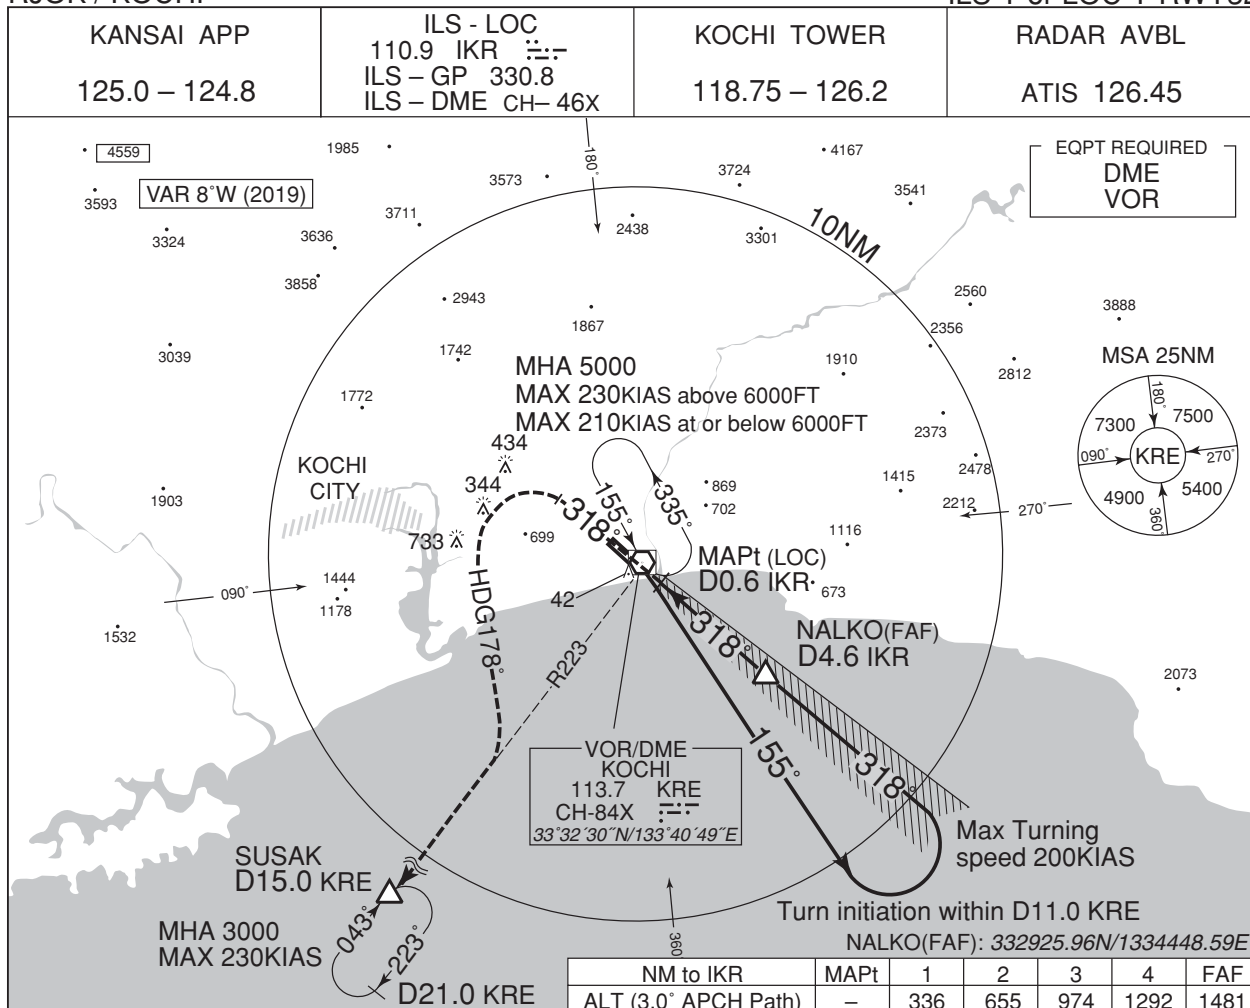 KANSAI APP
125.0 – 124.8
ILS - LOC
110.9 IKR
ILS – GP 330.8
ILS – DME CH– 46X
KOCHI TOWER
118.75 – 126.2
RADAR AVBL
ATIS 126.45
4559
1985
180˚
3573
3724
4167
EQPT REQUIRED
DME
VOR
3593
VAR 8˚W (2019)
3711
3541
3324
3636
2438
3301
10NM
3858
2943
1867
2560
3888
2356
3039
1742
1910
2812
MSA 25NM
MHA 5000
MAX 230KIAS above 6000FT
MAX 210KIAS at or below 6000FT
1772
2373
180˚
7300
7500
090˚
KRE
270˚
4900
5400
360˚
434
KOCHI
CITY
344
1415
2478
1903
155˚
335˚
869
702
2212
270˚
318˚
733
699
1116
MAPt (LOC)
D0.6 IKR
673
090˚
1444
1178
42
HDG178˚
1532
R223
318˚
NALKO(FAF)
D4.6 IKR
2073
VOR/DME
KOCHI
113.7 KRE
CH-84X
33˚32´30˝N/133˚40´49˝E
155˚
318˚
Max Turning
speed 200KIAS
SUSAK
D15.0 KRE
043˚
223˚
MHA 3000
MAX 230KIAS
D21.0 KRE
360˚
Turn initiation within D11.0 KRE
NALKO(FAF): 332925.96N/1334448.59E
NM to IKR MAPt 1 2 3 4 FAF
ALT (3.0˚ APCH Path) – 336 655 974 1292 1481